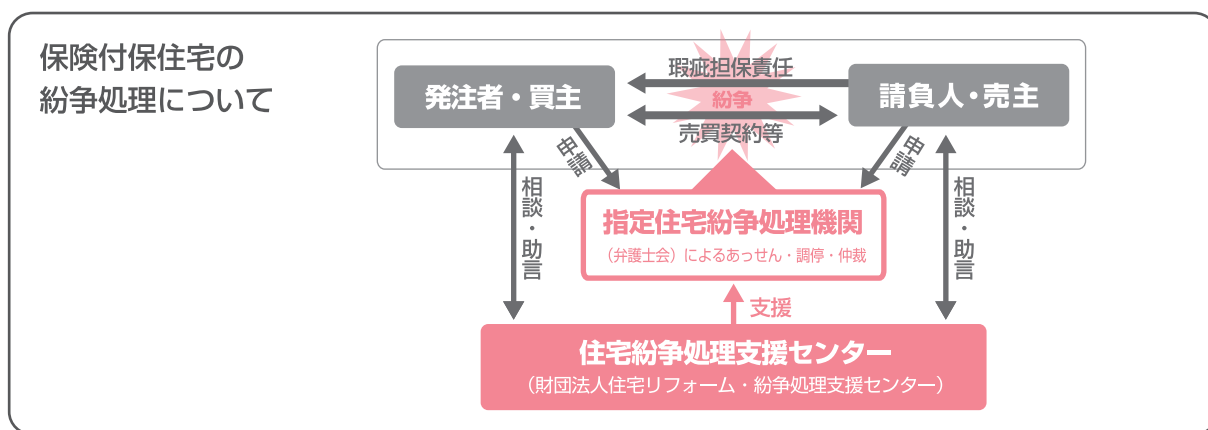 保険付保住宅の
紛争処理について
発注者・買主
瑕疵担保責任
紛争
売買契約等
請負人・売主
申請
申請
相談・助言
指定住宅紛争処理機関
（弁護士会）によるあっせん・調停・仲裁
相談・助言
支援
住宅紛争処理支援センター
（財団法人住宅リフォーム・紛争処理支援センター）